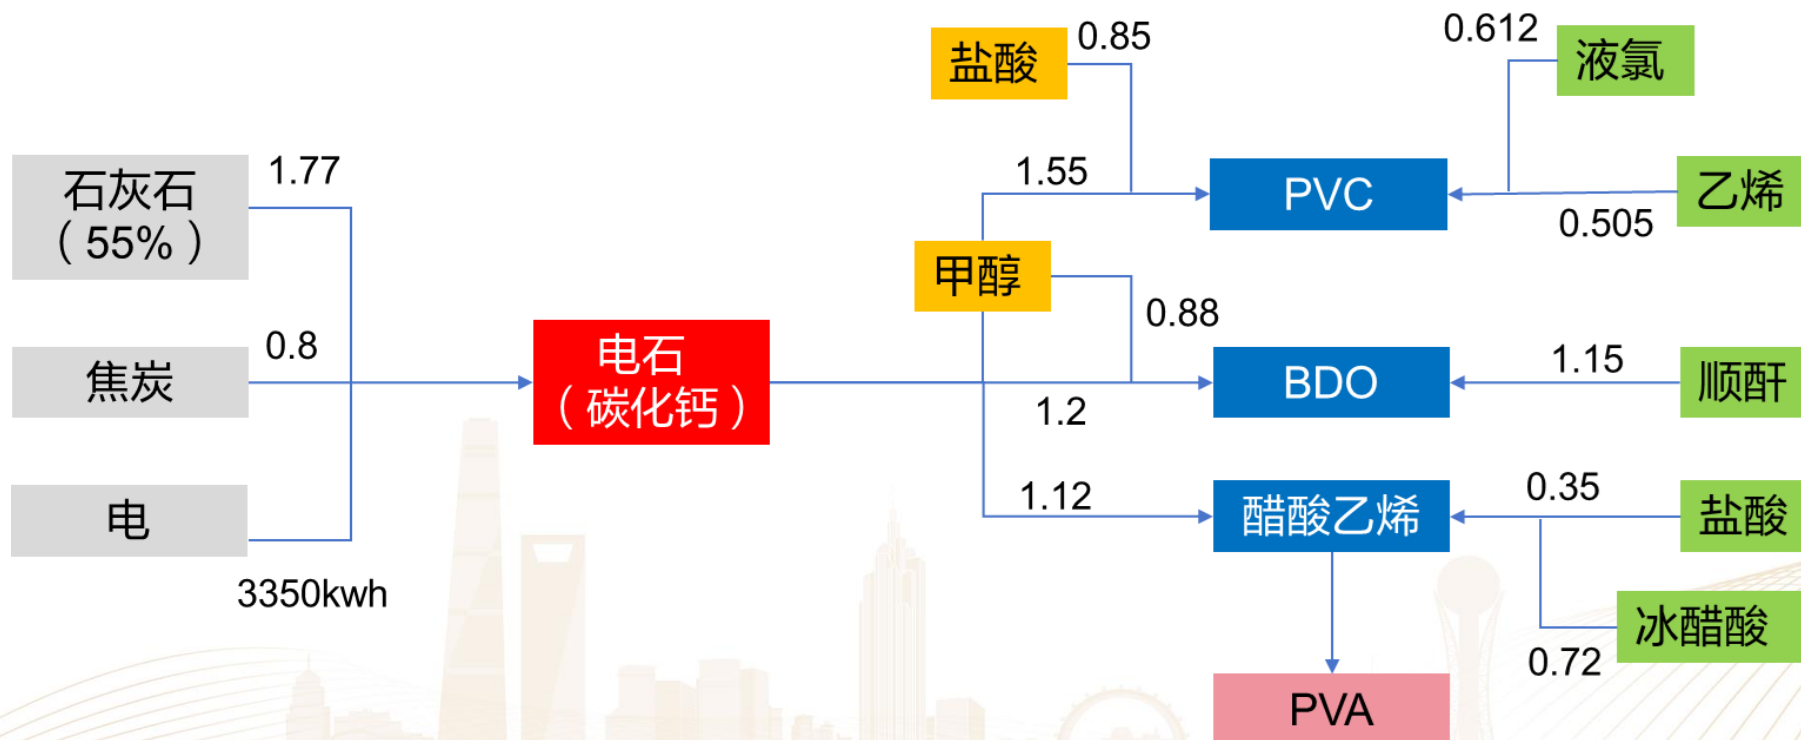 盐酸
0.85
0.612
液氯
石灰石
（55%）
1.77
1.55
PVC
乙烯
0.505
甲醇
0.88
焦炭
0.8
电石
（碳化钙）
BDO
1.15
顺酐
1.2
电
3350kwh
1.12
醋酸乙烯
0.35
盐酸
冰醋酸
0.72
PVA